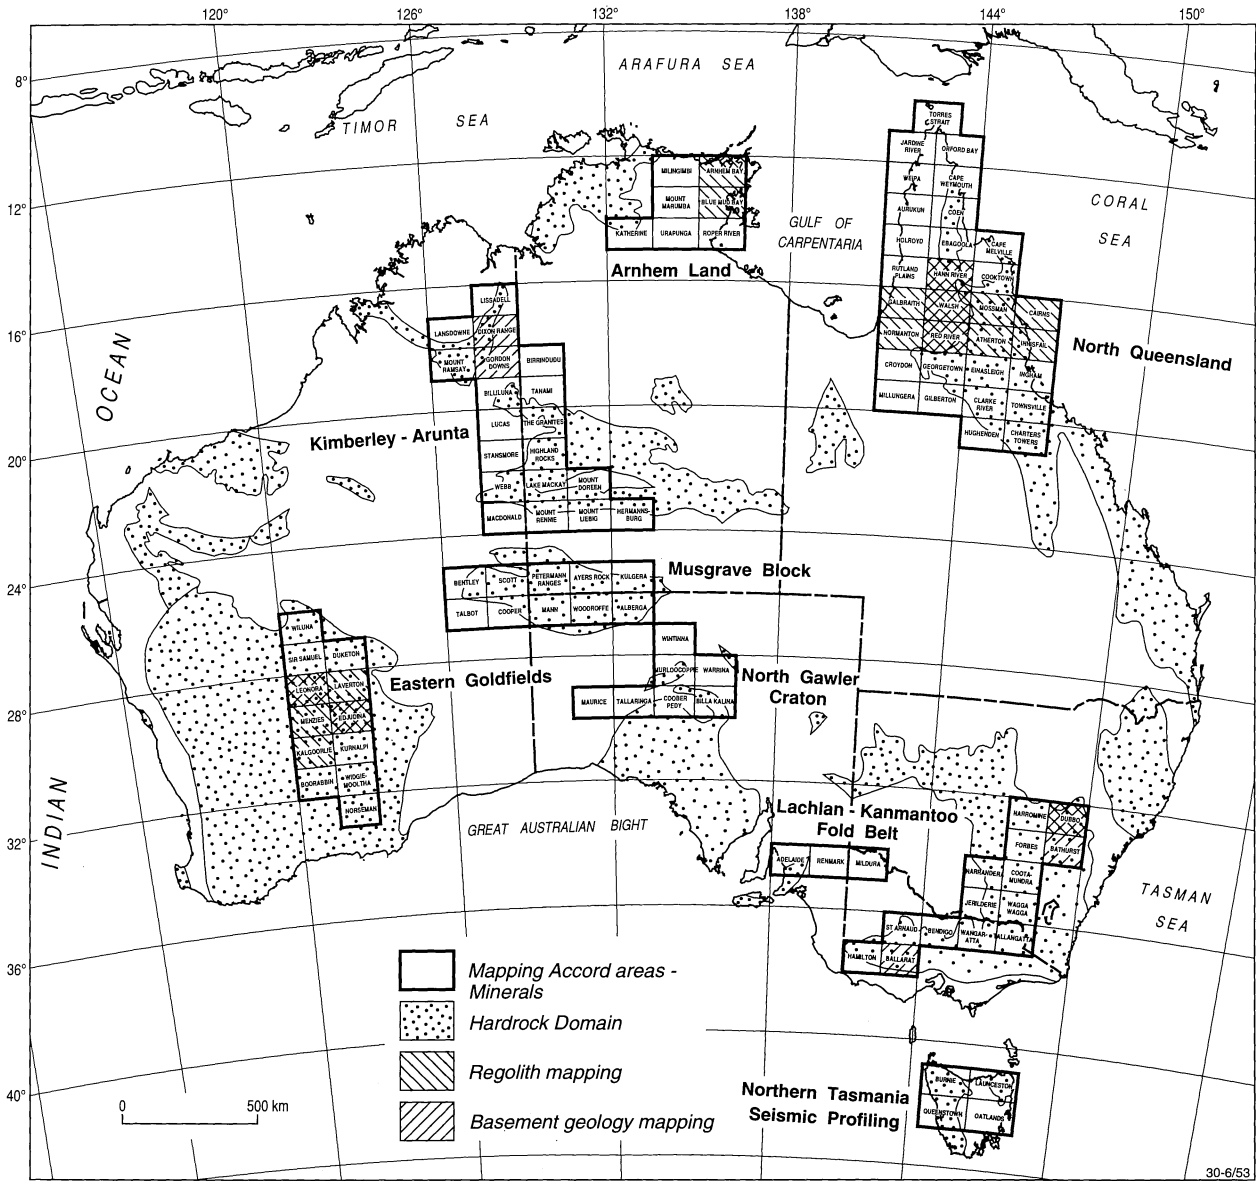 120°
126°
132°
138°
144°
150°
8°
12°
16°
20°
24°
28°
32°
36°
40°
ARAFURA SEA
TIMOR SEA
GULF OF
CARPENTARIA
CORAL
SEA
INDIAN
OCEAN
GREAT AUSTRALIAN BIGHT
TASMAN
SEA
TORRES
STRAIT
JARDINE
RIVER
ORFORD BAY
WEIPA
CAPE
WEYMOUTH
AURUKUN
COEN
HOLROYD
EBAGOOLA
CAPE
MELVILLE
RUTLAND
PLAINS
HANN RIVER
COOKTOWN
GALBRAITH
WALSH
MOSSMAN
CAIRNS
NORMANTON
RED RIVER
ATHERTON
INNISFAIL
CROYDON
GEORGETOWN
EINASLEIGH
INGHAM
MILLUNGERA
GILBERTON
CLARKE
RIVER
TOWNSVILLE
HUGHENDEN
CHARTERS
TOWERS
North Queensland
MILINGIMBI
ARNHEM BAY
MOUNT
MARUMBA
BLUE MUD BAY
KATHERINE
URAPUNGA
ROPER RIVER
Arnhem Land
LISSADELL
LANSDOWNE
DIXON RANGE
MOUNT
RAMSAY
GORDON
DOWNS
BIRRINDUDU
BILLILUNA
TANAMI
LUCAS
THE GRANITES
STANSMORE
HIGHLAND
ROCKS
WEBB
LAKE MACKAY
MOUNT
DOREEN
MACDONALD
MOUNT
RENNIE
MOUNT
LIEBIG
HERMANNS-
BURG
Kimberley - Arunta
BENTLEY
SCOTT
PETERMANN
RANGES
AYERS ROCK
KULGERA
TALBOT
COOPER
MANN
WOODROFFE
ALBERGA
Musgrave Block
WINTINNA
MURLOOCOPPIE
WARRINA
MAURICE
TALLARINGA
COOBER
PEDY
BILLA KALINA
North Gawler
Craton
WILUNA
SIR SAMUEL
DUKETON
LEONORA
LAVERTON
MENZIES
EDJUDINA
KALGOORLIE
KURNALPI
BOORABBIN
WIDGIE-
MOOLTHA
NORSEMAN
Eastern Goldfields
Lachlan - Kanmantoo
Fold Belt
ADELAIDE
RENMARK
MILDURA
NARROMINE
DUBBO
FORBES
BATHURST
NARRANDERA
COOTA-
MUNDRA
JERILDERIE
WAGGA
WAGGA
ST ARNAUD
BENDIGO
WANGAR-
ATTA
TALLANGATTA
HAMILTON
BALLARAT
BURNIE
LAUNCESTON
QUEENSTOWN
OATLANDS
Northern Tasmania
Seismic Profiling
Mapping Accord areas -
Minerals
Hardrock Domain
Regolith mapping
Basement geology mapping
0 500 km
30-6/53